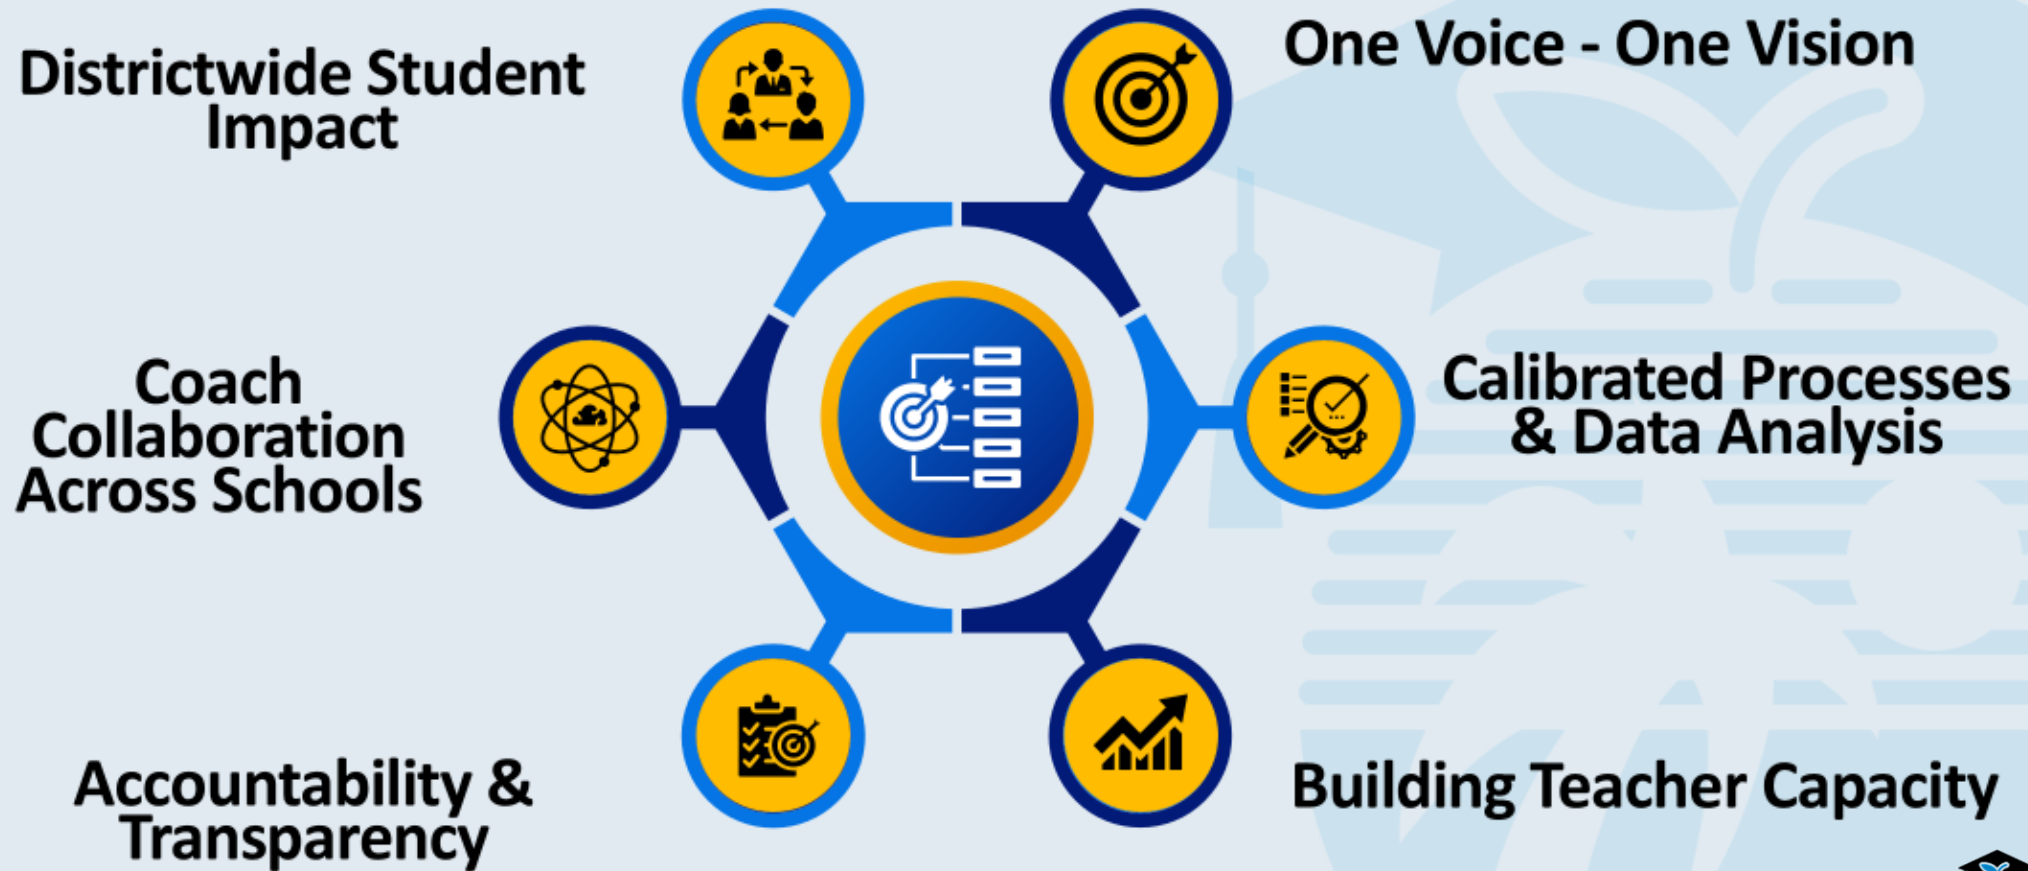 Districtwide Student
Impact
One Voice - One Vision
Coach
Collaboration
Across Schools
Calibrated Processes
& Data Analysis
Accountability &
Transparency
Building Teacher Capacity